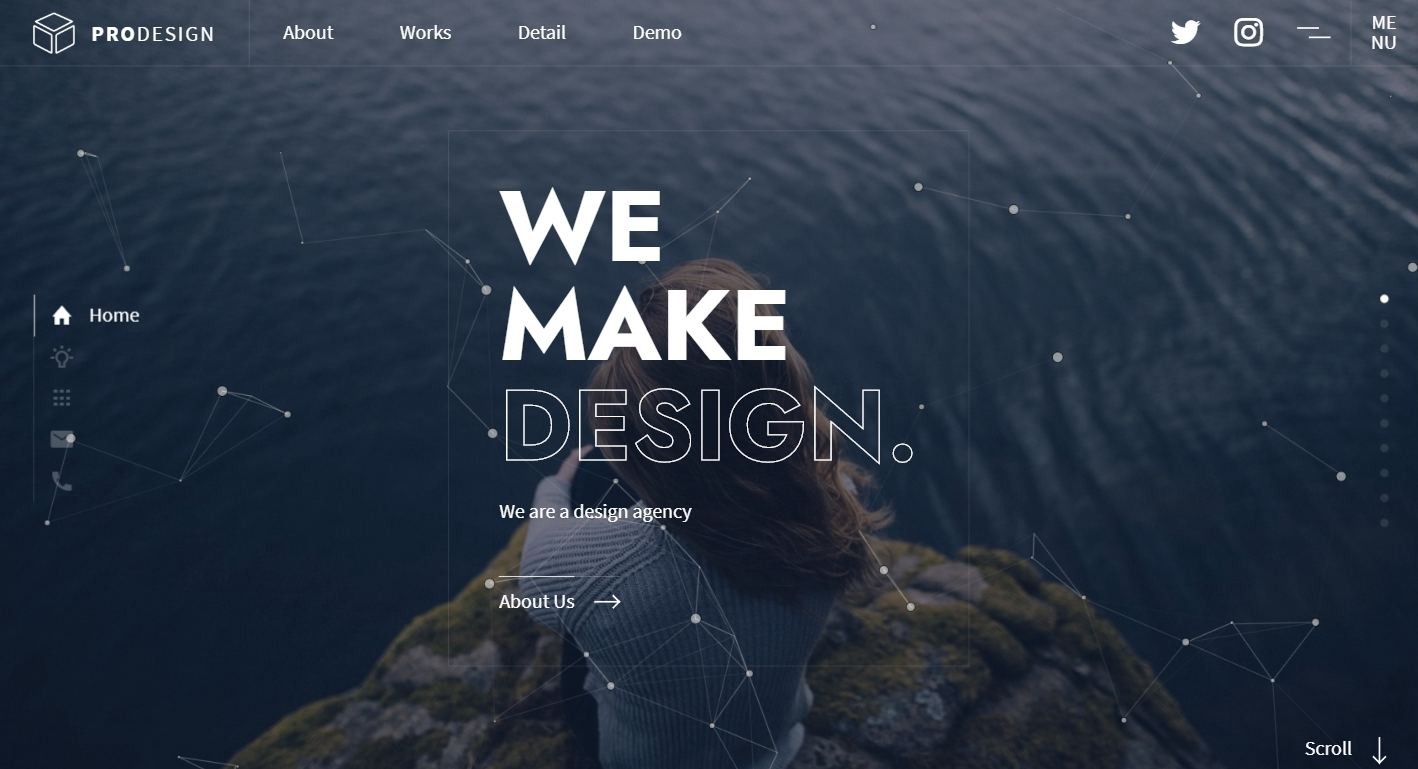 PRODESIGN
About
Works
Detail
Demo
ME
NU
WE
MAKE
DESIGN.
Home
We are a design agency
About Us
Scroll